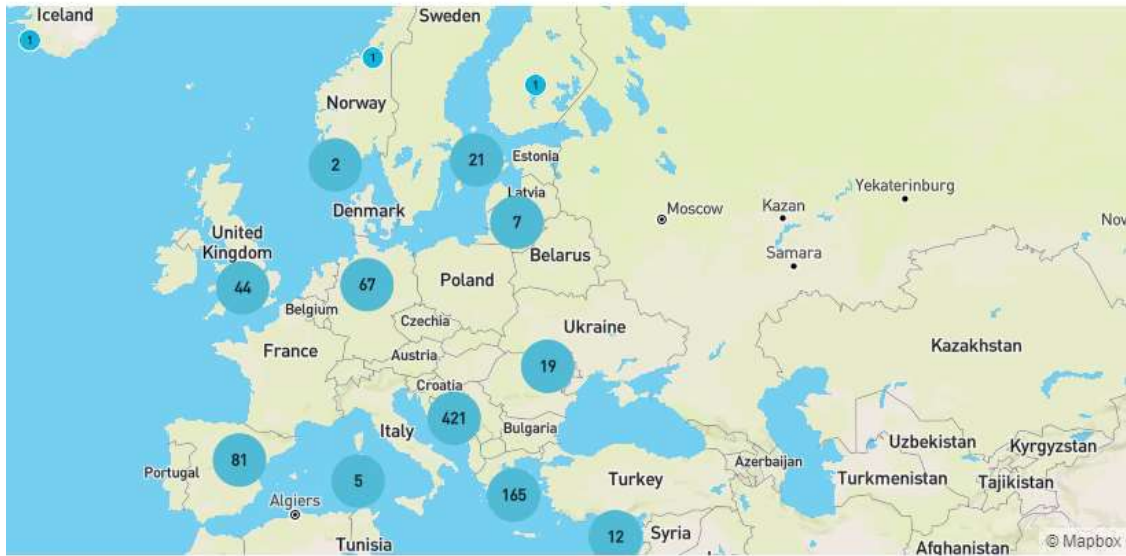 Iceland
Sweden
1
1
1
Norway
2
21
Estonia
Latvia
Yekaterinburg
Denmark
7
Moscow
Kazan
Nov
United
Kingdom
Belarus
Samara
44
67
Poland
Belgium
Czechia
Ukraine
France
Austria
19
Kazakhstan
Croatia
421
Italy
Bulgaria
Uzbekistan
Kyrgyzstan
Portugal
81
5
165
Turkey
Azerbaijan
Turkmenistan
Tajikistan
Algiers
Tunisia
12
Syria
Afghanistan
© Mapbox